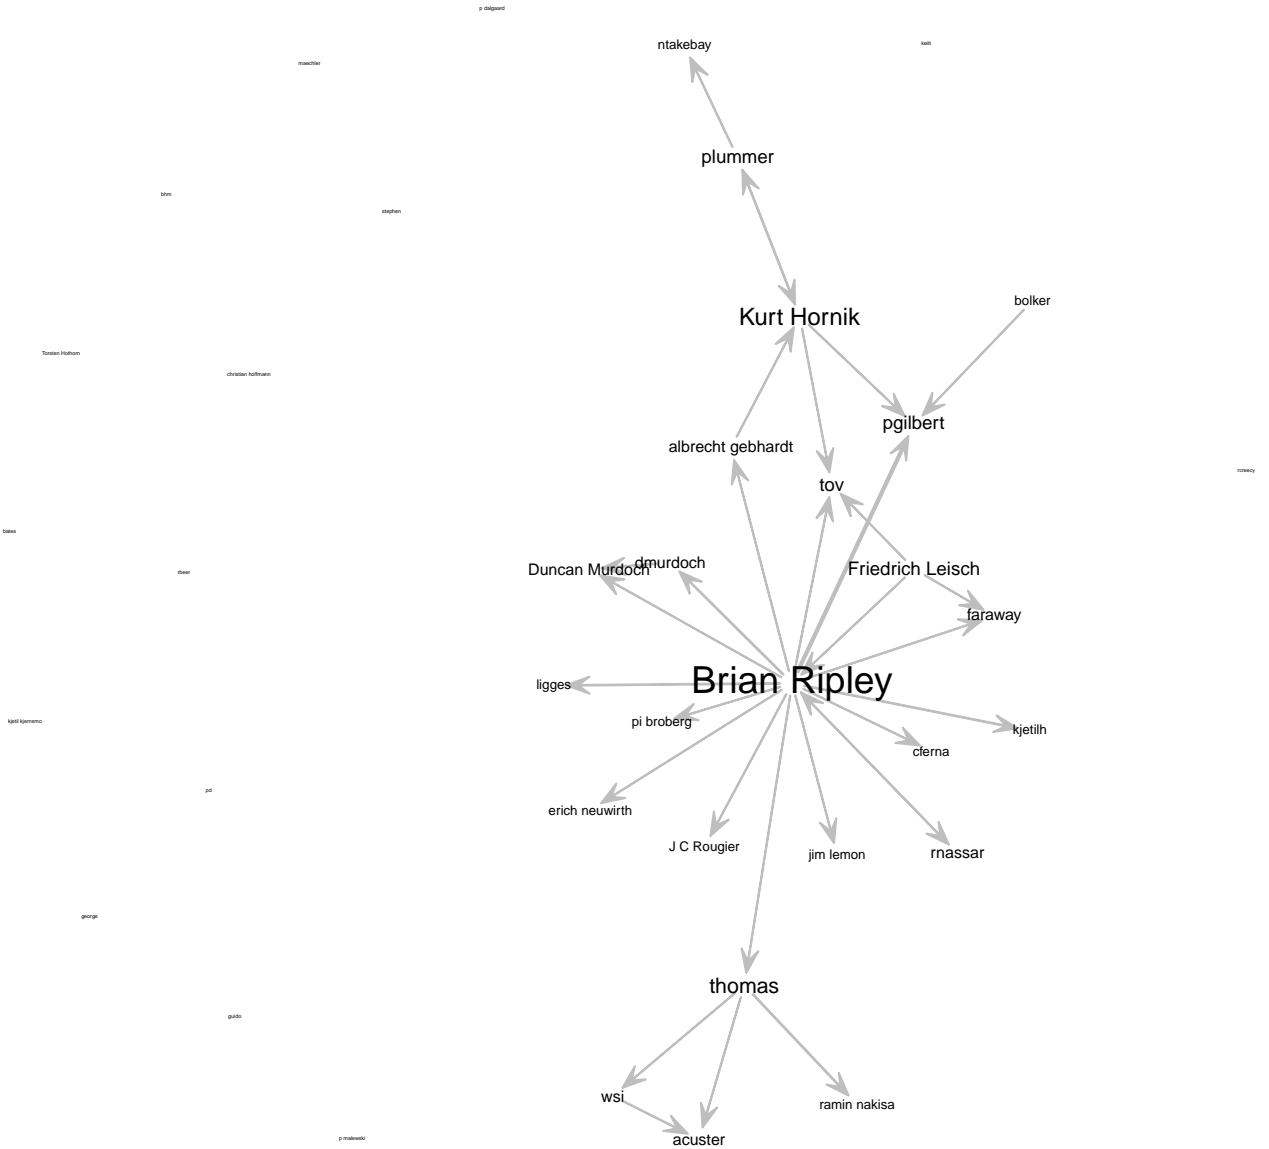 p dalgaard
ntakebay
keitt
maechler
plummer
bhm
stephen
bolker
Kurt Hornik
Torsten Hothorn
christian hoffmann
pgilbert
albrecht gebhardt
rcreecy
tov
bates
dmurdoch
Duncan Murdoch
Friedrich Leisch
rbeer
faraway
Brian Ripley
ligges
kjetil kjernsmo
pi broberg
kjetilh
cferna
pd
erich neuwirth
J C Rougier
jim lemon
rnassar
george
thomas
guido
wsi
ramin nakisa
p malewski
acuster